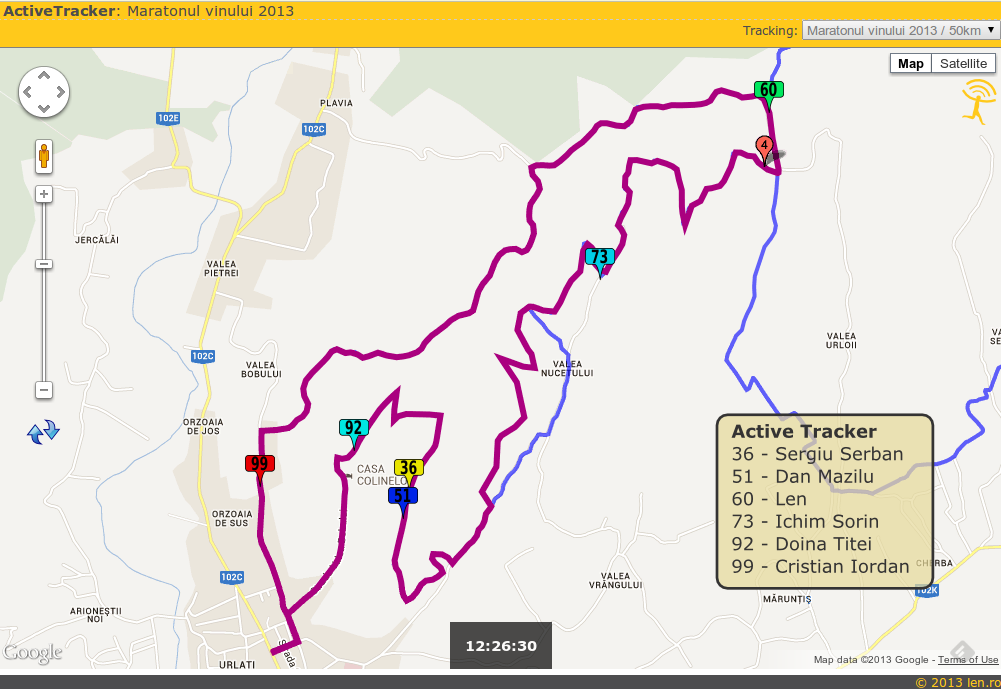 ActiveTracker: Maratonul vinului 2013
Tracking: Maratonul vinului 2013 / 50km
Map Satellite
60
PLAVIA
102E
102C
4
JERCĂLĂI
VALEA
PIETREI
73
102C
VALEA
BOBULUI
VALEA
NUCETULUI
VALEA
URLOII
VA
SE
ORZOAIA
DE JOS
92
99
CASA
COLINELO
36
51
ORZOAIA
DE SUS
Active Tracker
36 - Sergiu Serban
51 - Dan Mazilu
60 - Len
73 - Ichim Sorin
92 - Doina Titei
99 - Cristian Iordan
CHERBA
102C
VALEA
VRÂNGULUI
102K
MĂRUNȚIȘ
ARIONEȘTII
NOI
12:26:30
Google
URLATI
Strada
Map data ©2013 Google - Terms of Use
© 2013 len.ro